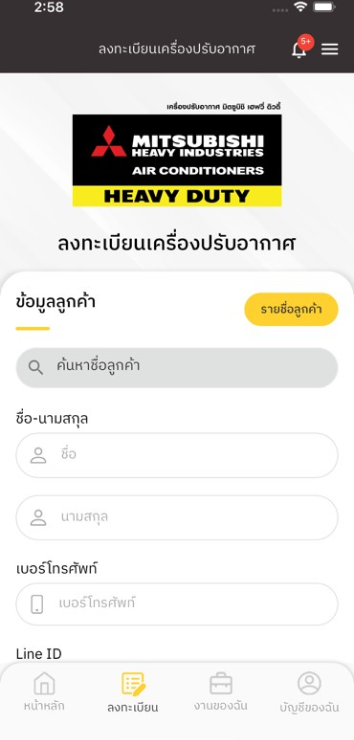 2:58
ลงทะเบียนเครื่องปรับอากาศ
5+
เครื่องปรับอากาศ มิตซูบิชิ เฮฟวี่ ดิวตี้
MITSUBISHI
HEAVY INDUSTRIES
AIR CONDITIONERS
HEAVY DUTY
ลงทะเบียนเครื่องปรับอากาศ
ข้อมูลลูกค้า
รายชื่อลูกค้า
ค้นหาชื่อลูกค้า
ชื่อ-นามสกุล
ชื่อ
นามสกุล
เบอร์โทรศัพท์
เบอร์โทรศัพท์
Line ID
หน้าหลัก
ลงทะเบียน
งานของฉัน
บัญชีของฉัน